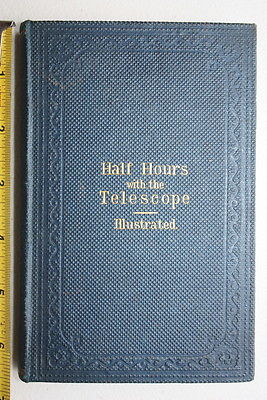 Half Hours
with the
Telescope
Illustrated.